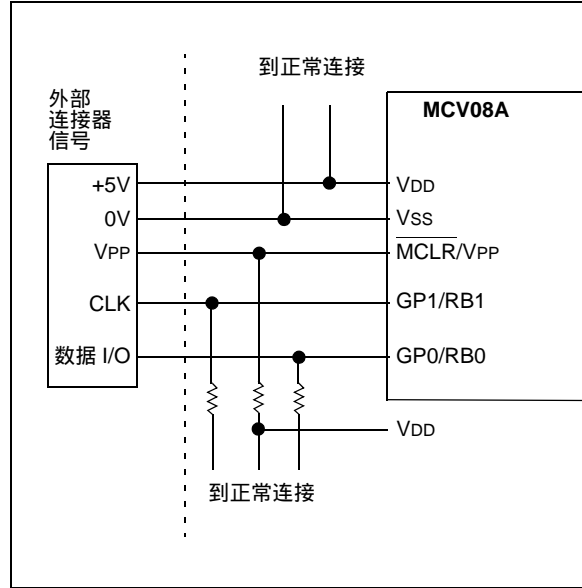 到正常连接
外部
连接器
信号
MCV08A
+5V
VDD
0V
VSS
VPP
MCLR/VPP
CLK
GP1/RB1
数据 I/O
GP0/RB0
VDD
到正常连接